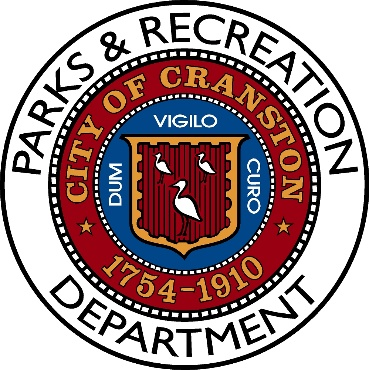 PARKS & RECREATION
DEPARTMENT
CITY OF CRANSTON
1754-1910
DUM
VIGILO
CURO